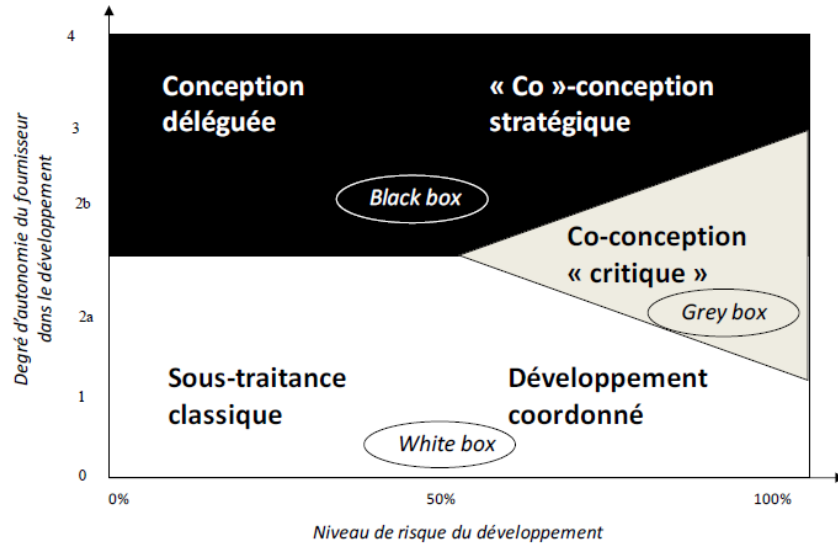 4
Conception
déléguée
« Co »-conception
stratégique
3
2b
Black box
Co-conception
« critique »
2a
Grey box
Sous-traitance
classique
Développement
coordonné
1
White box
0
0%
50%
100%
Niveau de risque du développement
Degré d'autonomie du fournisseur
dans le développement